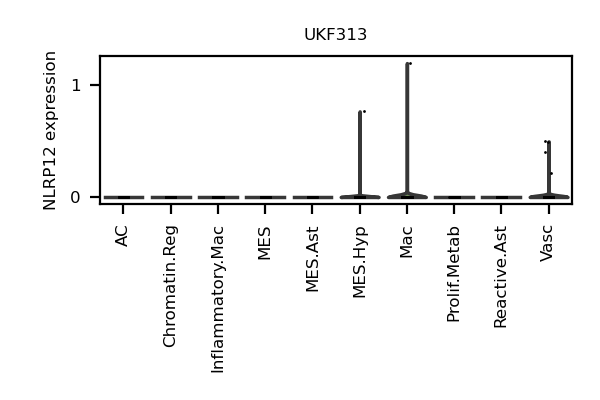 UKF313
NLRP12 expression
1
0
AC
Chromatin.Reg
Inflammatory.Mac
MES
MES.Ast
MES.Hyp
Mac
Prolif.Metab
Reactive.Ast
Vasc